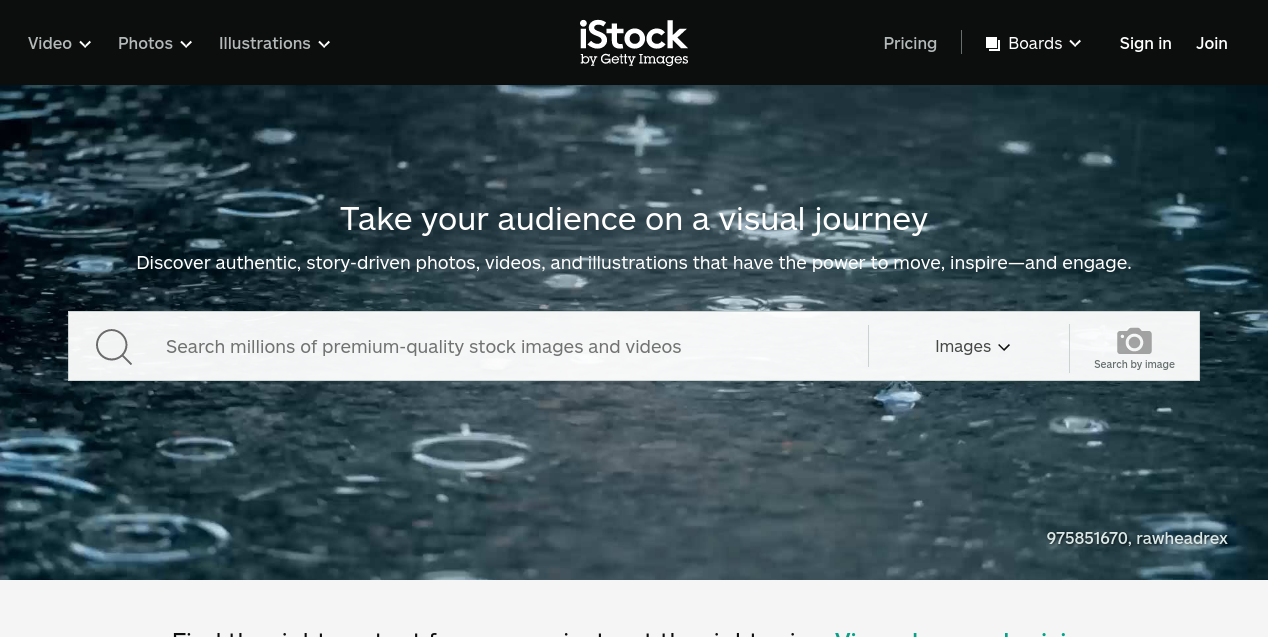 Video
Photos
Illustrations
iStock
by Getty Images
Pricing
Boards
Sign in
Join
Take your audience on a visual journey
Discover authentic, story-driven photos, videos, and illustrations that have the power to move, inspire—and engage.
Search millions of premium-quality stock images and videos
Images
Search by image
975851670, rawheadrex